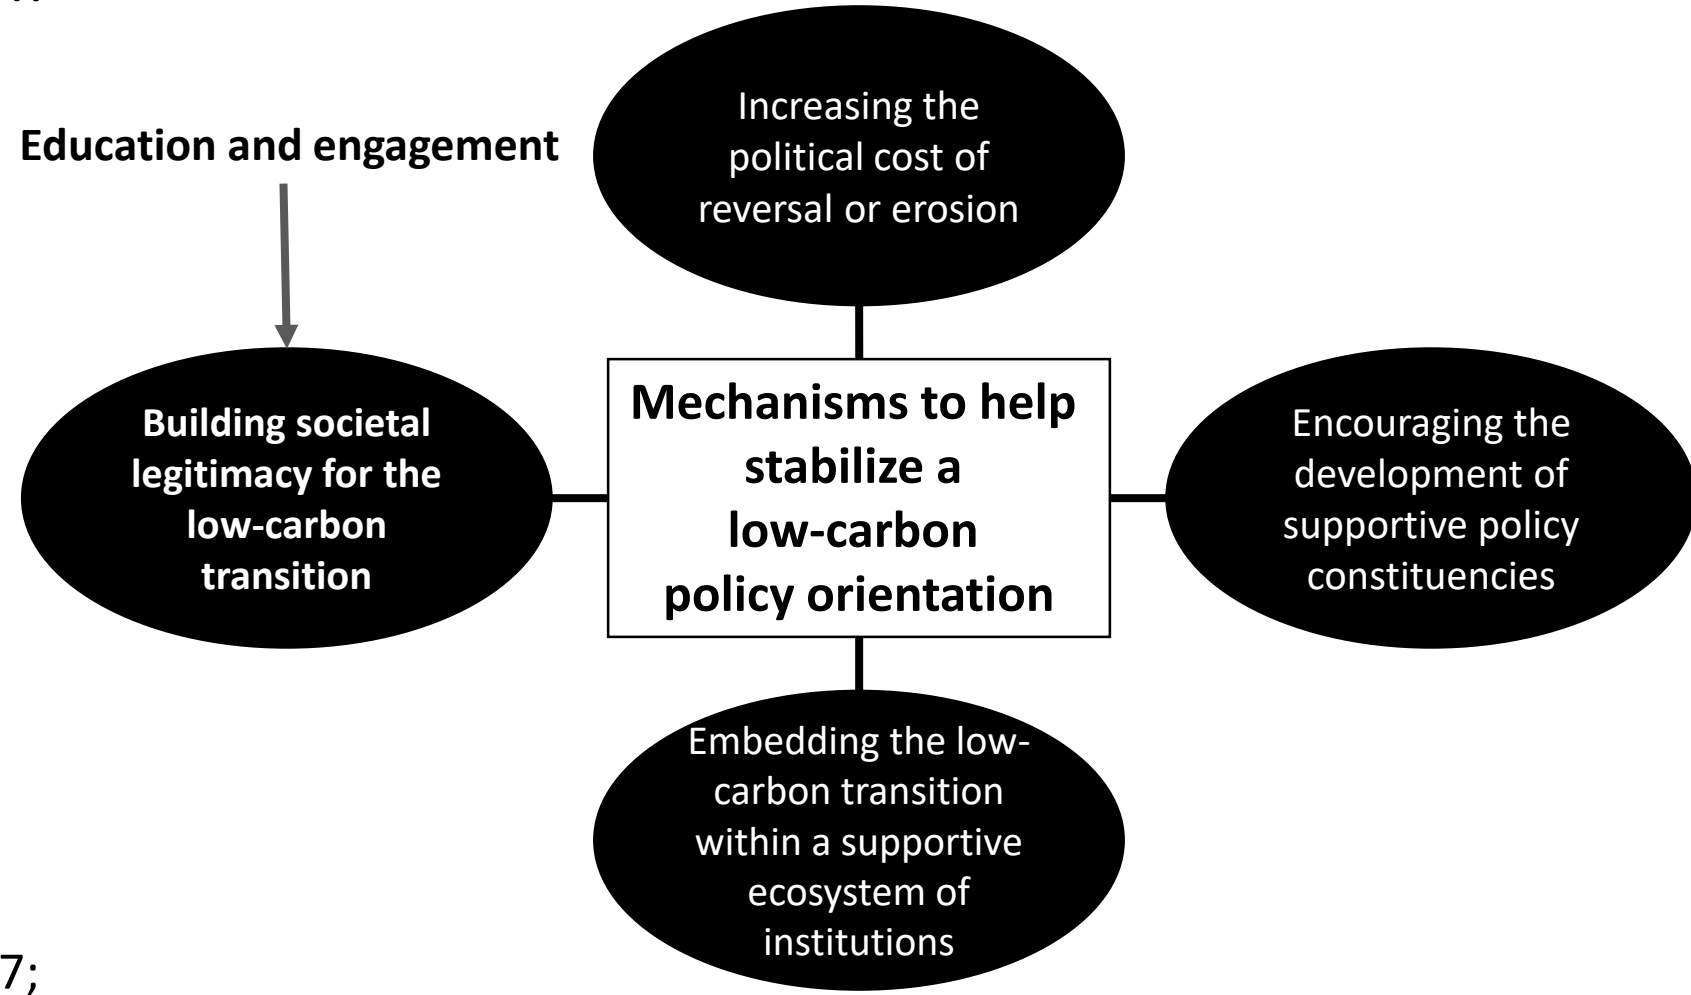 Increasing the
political cost of
reversal or erosion
Education and engagement
Building societal
legitimacy for the
low-carbon
transition
Mechanisms to help
stabilize a
low-carbon
policy orientation
Encouraging the
development of
supportive policy
constituencies
Embedding the low-
carbon transition
within a supportive
ecosystem of
institutions
7;